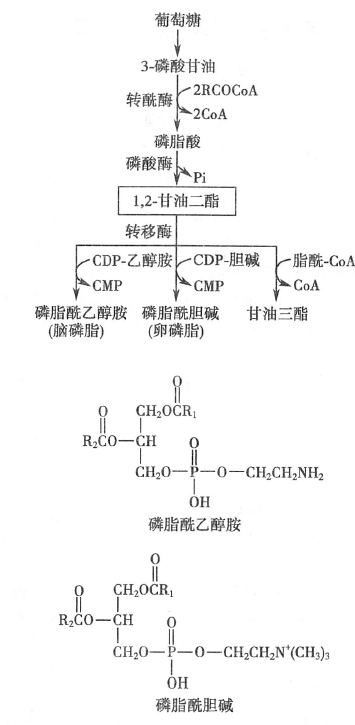 葡萄糖
3-磷酸甘油
转酰酶 2RCOCoA
2CoA
磷脂酸
磷酸酶 Pi
1,2-甘油二酯
转移酶
CDP-乙醇胺 CDP-胆碱 脂酰-CoA
CMP CMP CoA
磷脂酰乙醇胺 磷脂酰胆碱 甘油三酯
(脑磷脂) (卵磷脂)
O
O CH₂OCR₁
R₂CO—CH O
CH₂O—P—O—CH₂CH₂NH₂
OH
磷脂酰乙醇胺
O
O CH₂OCR₁
R₂CO—CH O
CH₂O—P—O—CH₂CH₂N⁺(CH₃)₃
OH
磷脂酰胆碱